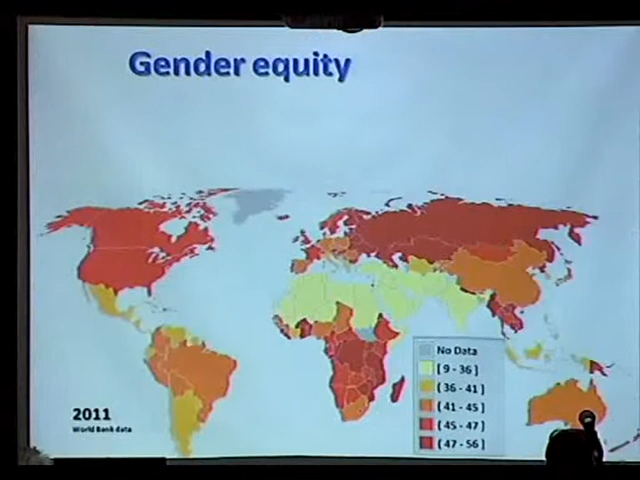 Gender equity
No Data
[ 9 - 36 ]
[ 36 - 41 ]
[ 41 - 45 ]
[ 45 - 47 ]
[ 47 - 56 ]
2011
World Bank data